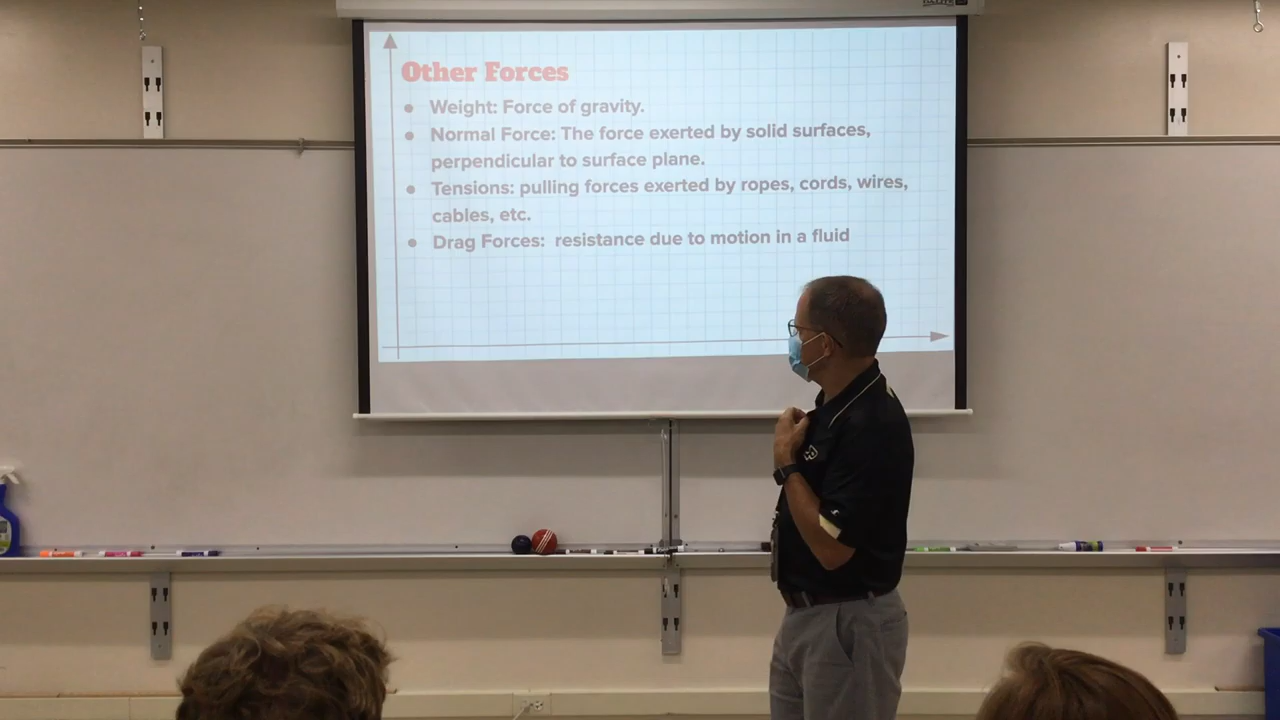 Other Forces
● Weight: Force of gravity.
● Normal Force: The force exerted by solid surfaces,
perpendicular to surface plane.
● Tensions: pulling forces exerted by ropes, cords, wires,
cables, etc.
● Drag Forces:  resistance due to motion in a fluid